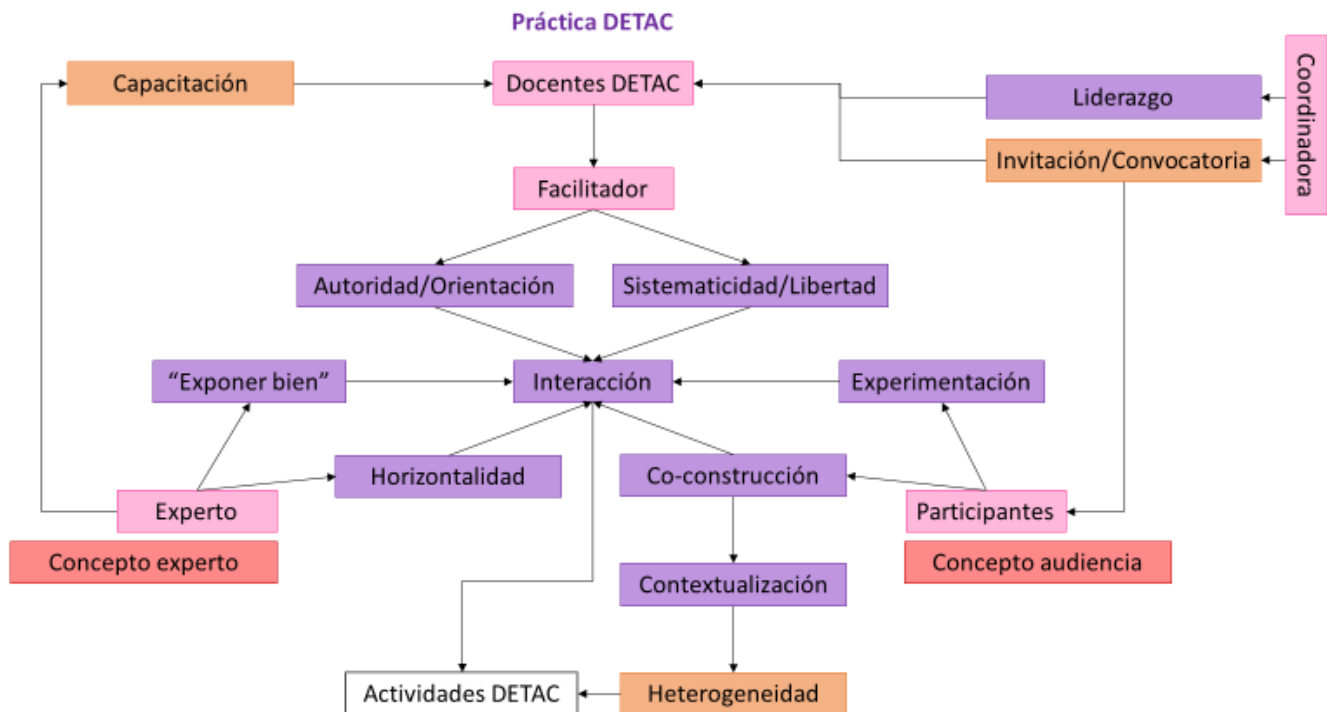 Práctica DETAC
Capacitación
Docentes DETAC
Liderazgo
Coordinadora
Invitación/Convocatoria
Facilitador
Autoridad/Orientación
Sistematicidad/Libertad
“Exponer bien”
Interacción
Experimentación
Horizontalidad
Co-construcción
Experto
Participantes
Concepto experto
Concepto audiencia
Contextualización
Actividades DETAC
Heterogeneidad